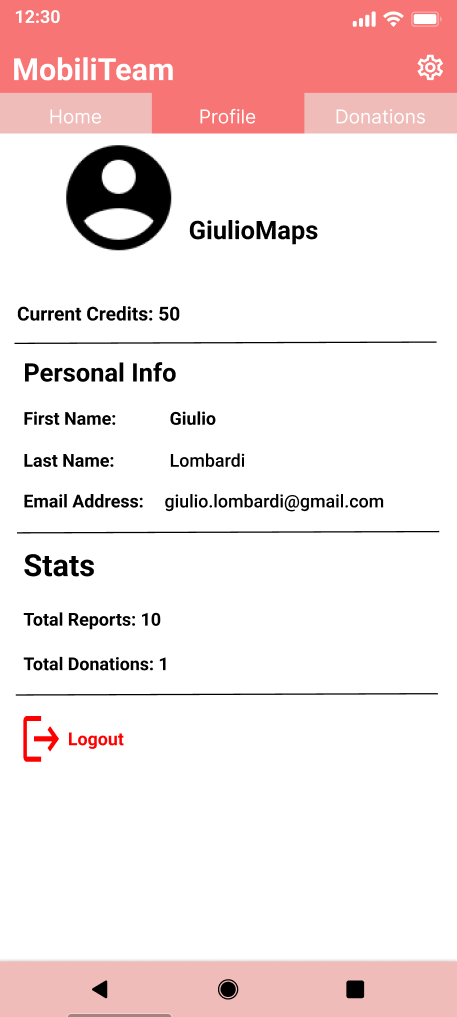 12:30
MobiliTeam
Home Profile Donations
GiulioMaps
Current Credits: 50
Personal Info
First Name: Giulio
Last Name: Lombardi
Email Address: giulio.lombardi@gmail.com
Stats
Total Reports: 10
Total Donations: 1
Logout